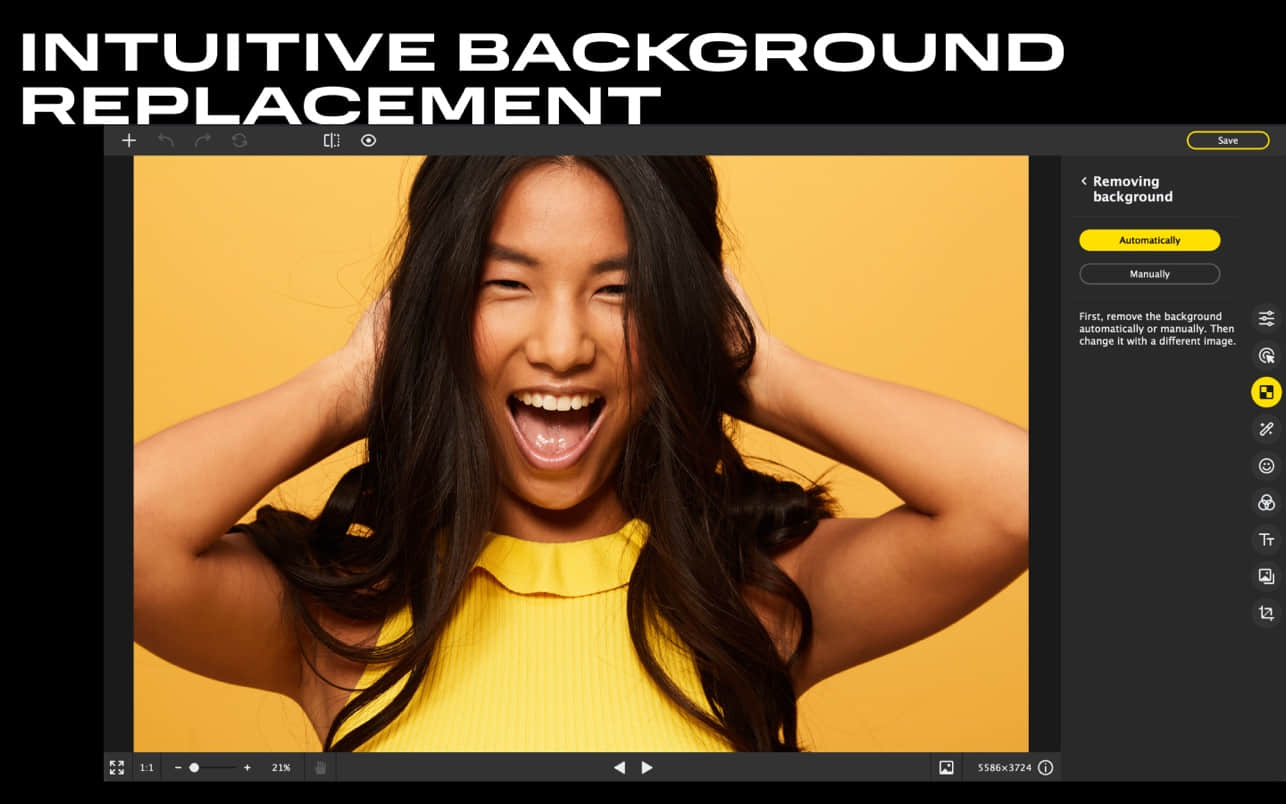 INTUITIVE BACKGROUND
REPLACEMENT
Save
Removing
background
Automatically
Manually
First, remove the background
automatically or manually. Then
change it with a different image.
TT
1:1
21%
5586×3724